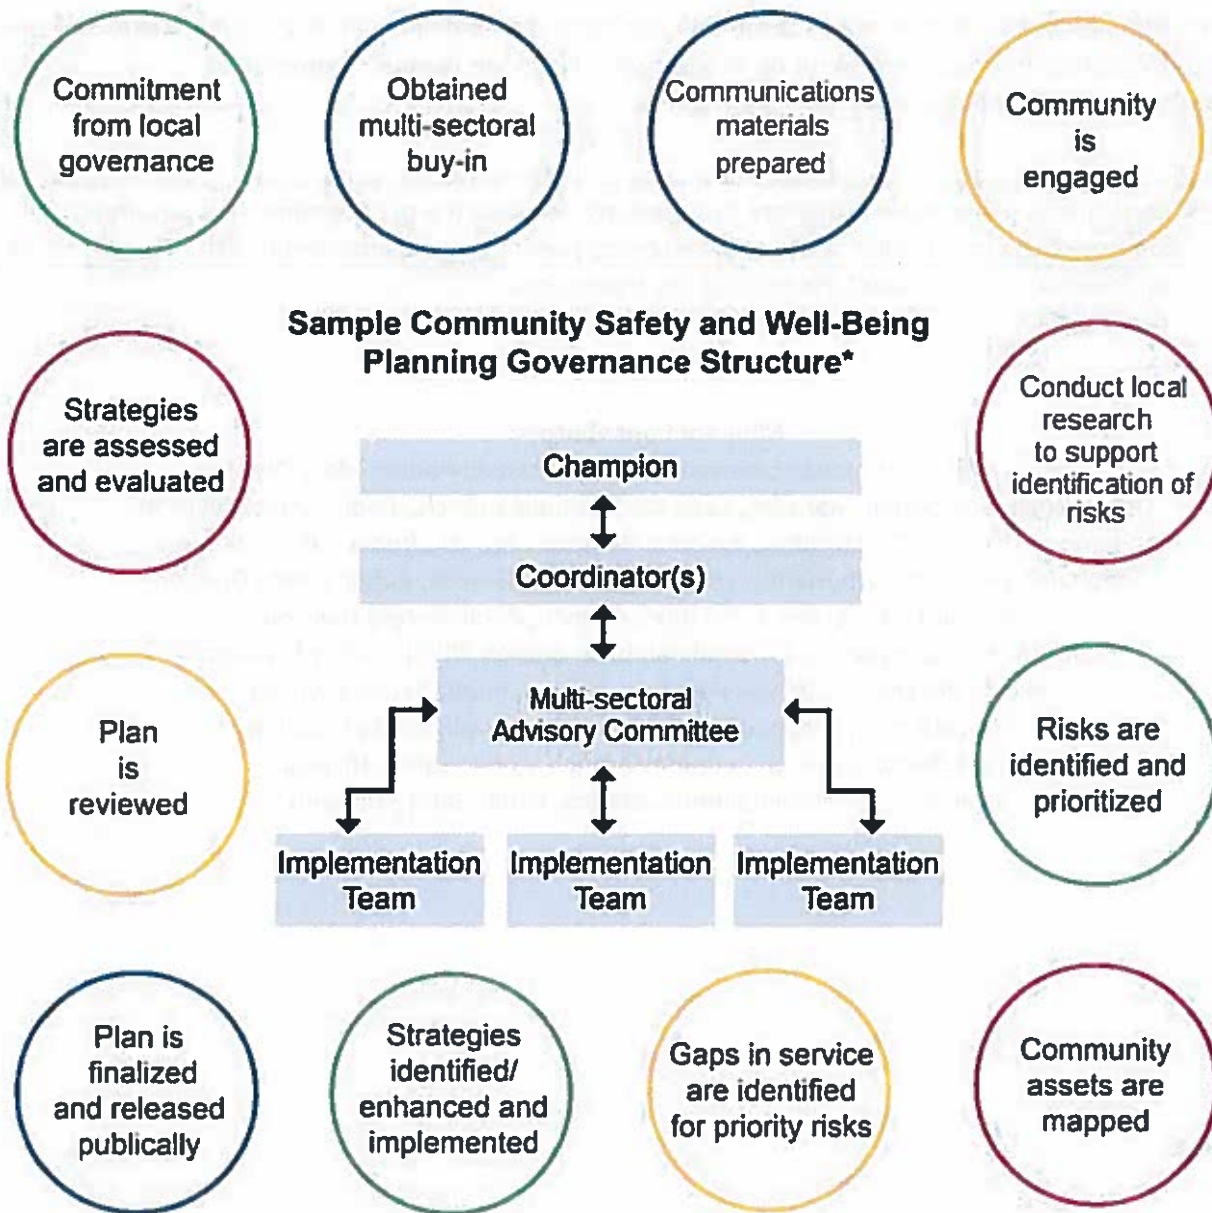 Commitment
from local
governance
Obtained
multi-sectoral
buy-in
Communications
materials
prepared
Community
is
engaged
Sample Community Safety and Well-Being
Planning Governance Structure*
Strategies
are assessed
and evaluated
Champion
Conduct local
research
to support
identification of
risks
Coordinator(s)
Multi-sectoral
Advisory Committee
Plan
is
reviewed
Risks are
identified and
prioritized
Implementation
Team
Implementation
Team
Implementation
Team
Plan is
finalized
and released
publically
Strategies
identified/
enhanced and
implemented
Gaps in service
are identified
for priority risks
Community
assets are
mapped